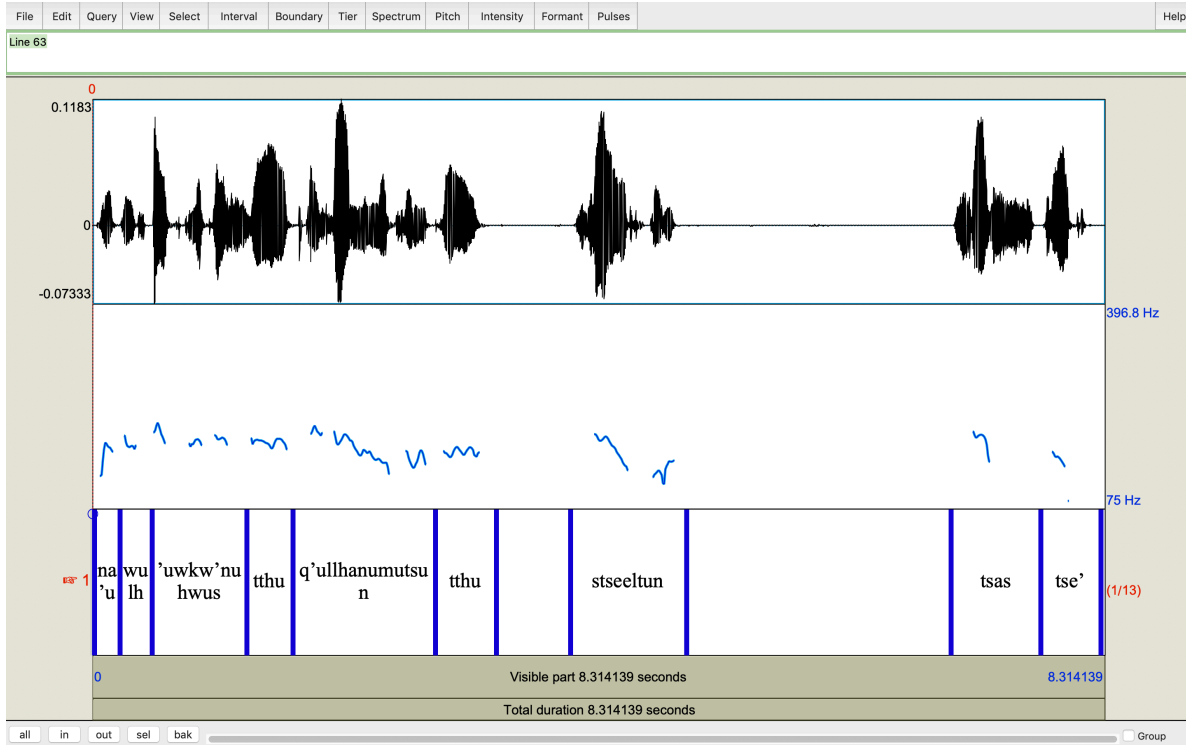 File Edit Query View Select Interval Boundary Tier Spectrum Pitch Intensity Formant Pulses Help
Line 63
0
0.1183
0
-0.07333
396.8 Hz
75 Hz
na wu ’uwkw’nu tthu q’ullhanumutsu tthu stseeltun tsas tse’
’u lh hwus n
1
(1/13)
0 Visible part 8.314139 seconds 8.314139
Total duration 8.314139 seconds
all in out sel bak Group